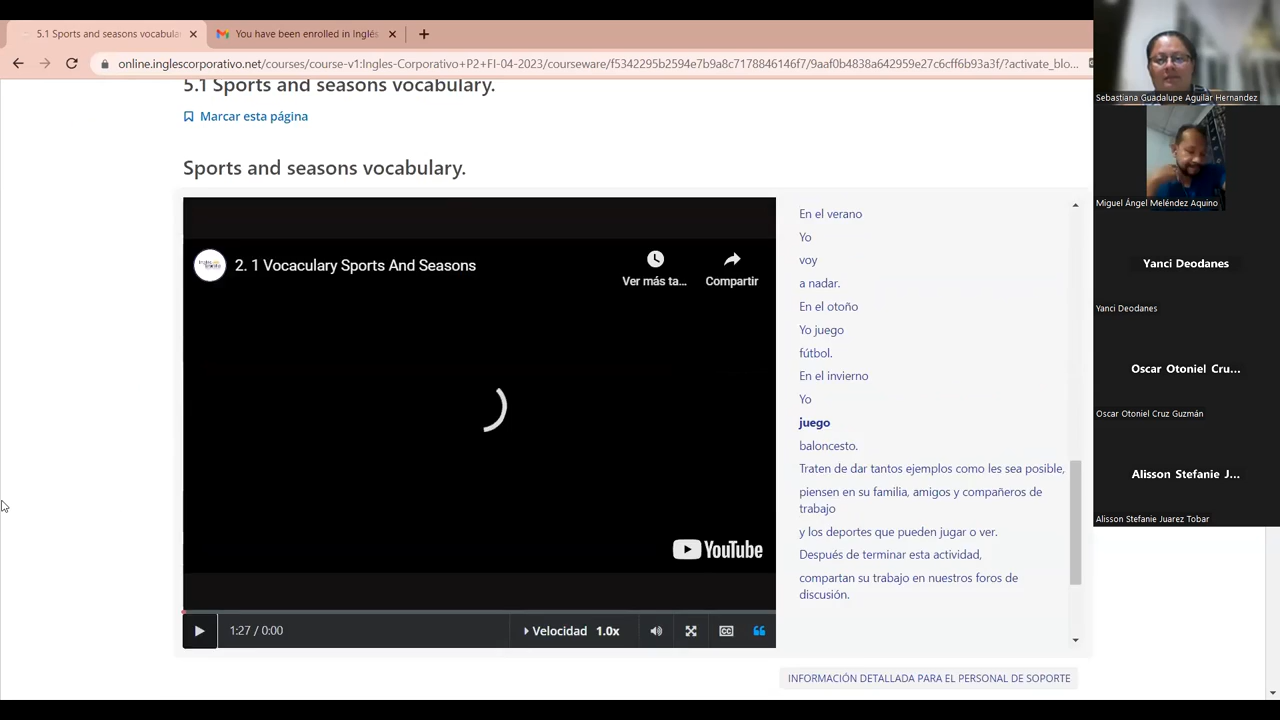 5.1 Sports and seasons vocabula
You have been enrolled in Inglés
online.inglescorporativo.net/courses/course-v1:Ingles-Corporativo+P2-FI-04-2023/courseware/f5342295b2594e7b9a8c7178846146f7/9aaf0b4838a642959e27c6cff6b93a3f/?activate_blo...
5.1 Sports and seasons vocabulary.
Marcar esta página
Sports and seasons vocabulary.
2. 1 Vocaculary Sports And Seasons
Ver más ta...
Compartir
YouTube
1:27 / 0:00
Velocidad 1.0x
CC
En el verano
Yo
voy
a nadar.
En el otoño
Yo juego
fútbol.
En el invierno
Yo
juego
baloncesto.
Traten de dar tantos ejemplos como les sea posible,
piensen en su familia, amigos y compañeros de
trabajo
y los deportes que pueden jugar o ver.
Después de terminar esta actividad,
compartan su trabajo en nuestros foros de
discusión.
INFORMACIÓN DETALLADA PARA EL PERSONAL DE SOPORTE
Sebastiana Guadalupe Aguilar Hernandez
Miguel Ángel Meléndez Aquino
Yanci Deodanes
Yanci Deodanes
Oscar Otoniel Cru...
Oscar Otoniel Cruz Guzmán
Alisson Stefanie J...
Alisson Stefanie Juarez Tobar